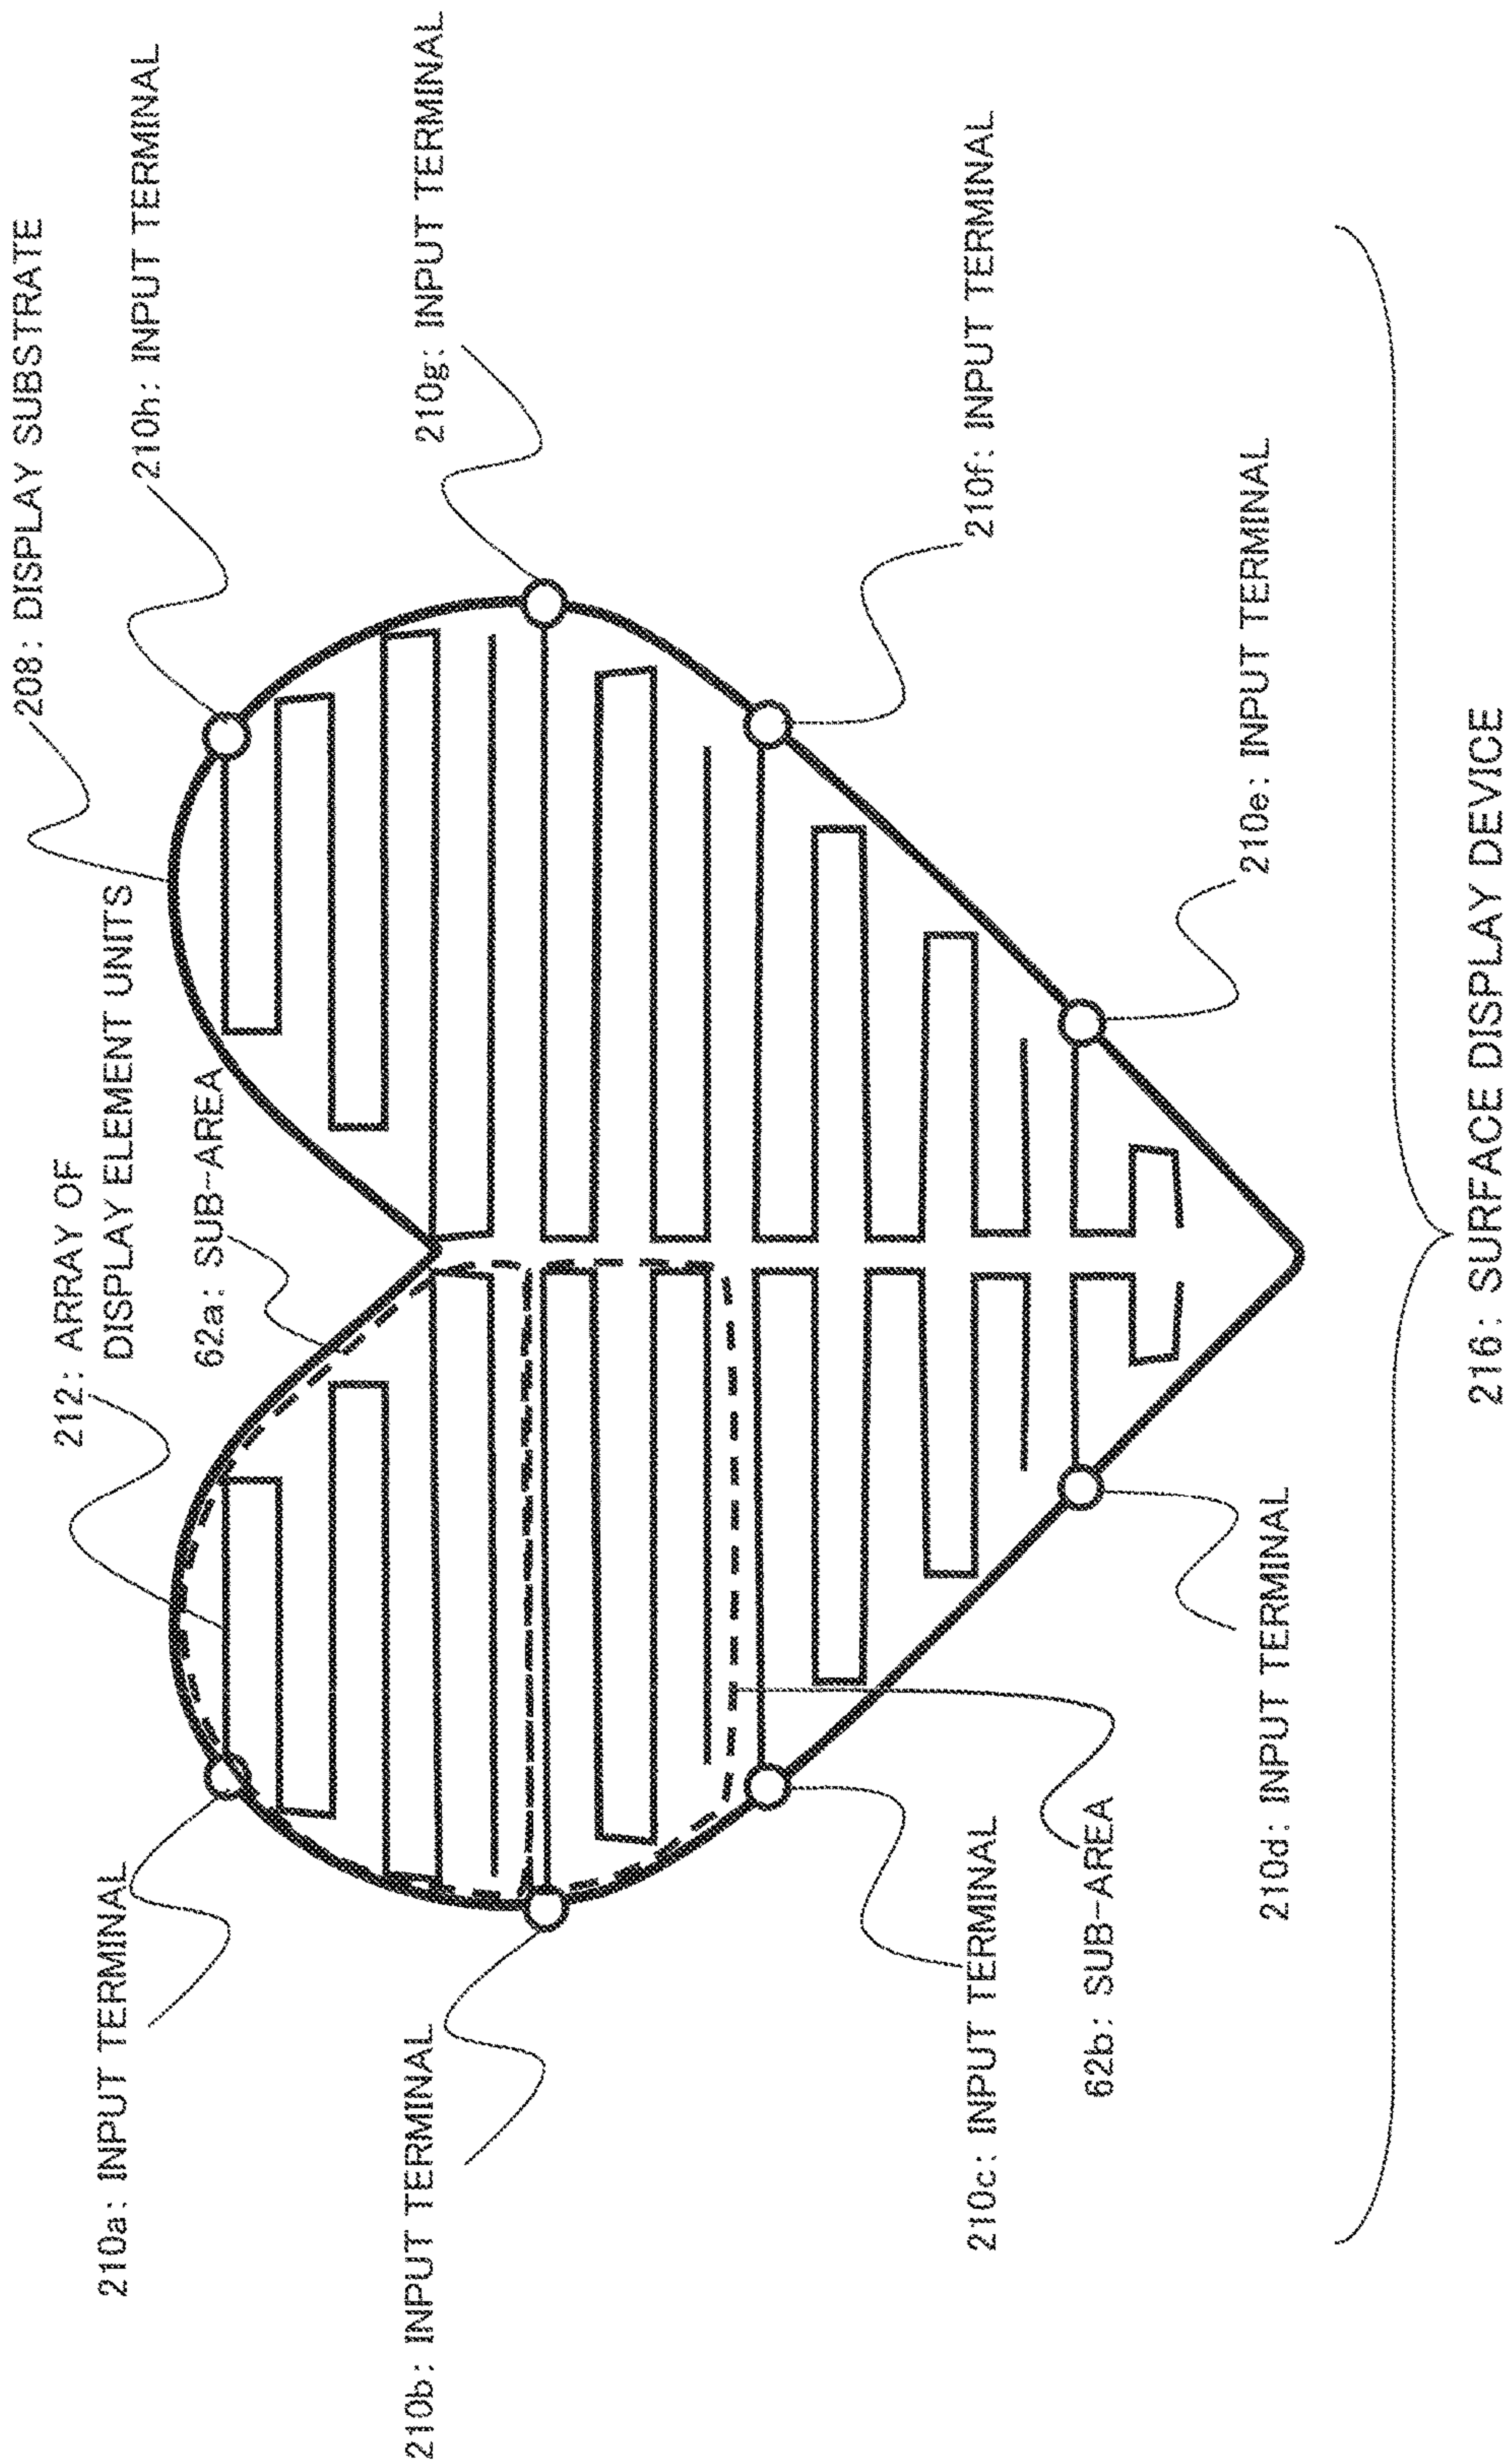 208: DISPLAY SUBSTRATE
212: ARRAY OF
DISPLAY ELEMENT UNITS
210a: INPUT TERMINAL
210h: INPUT TERMINAL
62a: SUB-AREA
210b: INPUT TERMINAL
210g: INPUT TERMINAL
210c: INPUT TERMINAL
210f: INPUT TERMINAL
62b: SUB-AREA
210d: INPUT TERMINAL
210e: INPUT TERMINAL
216: SURFACE DISPLAY DEVICE